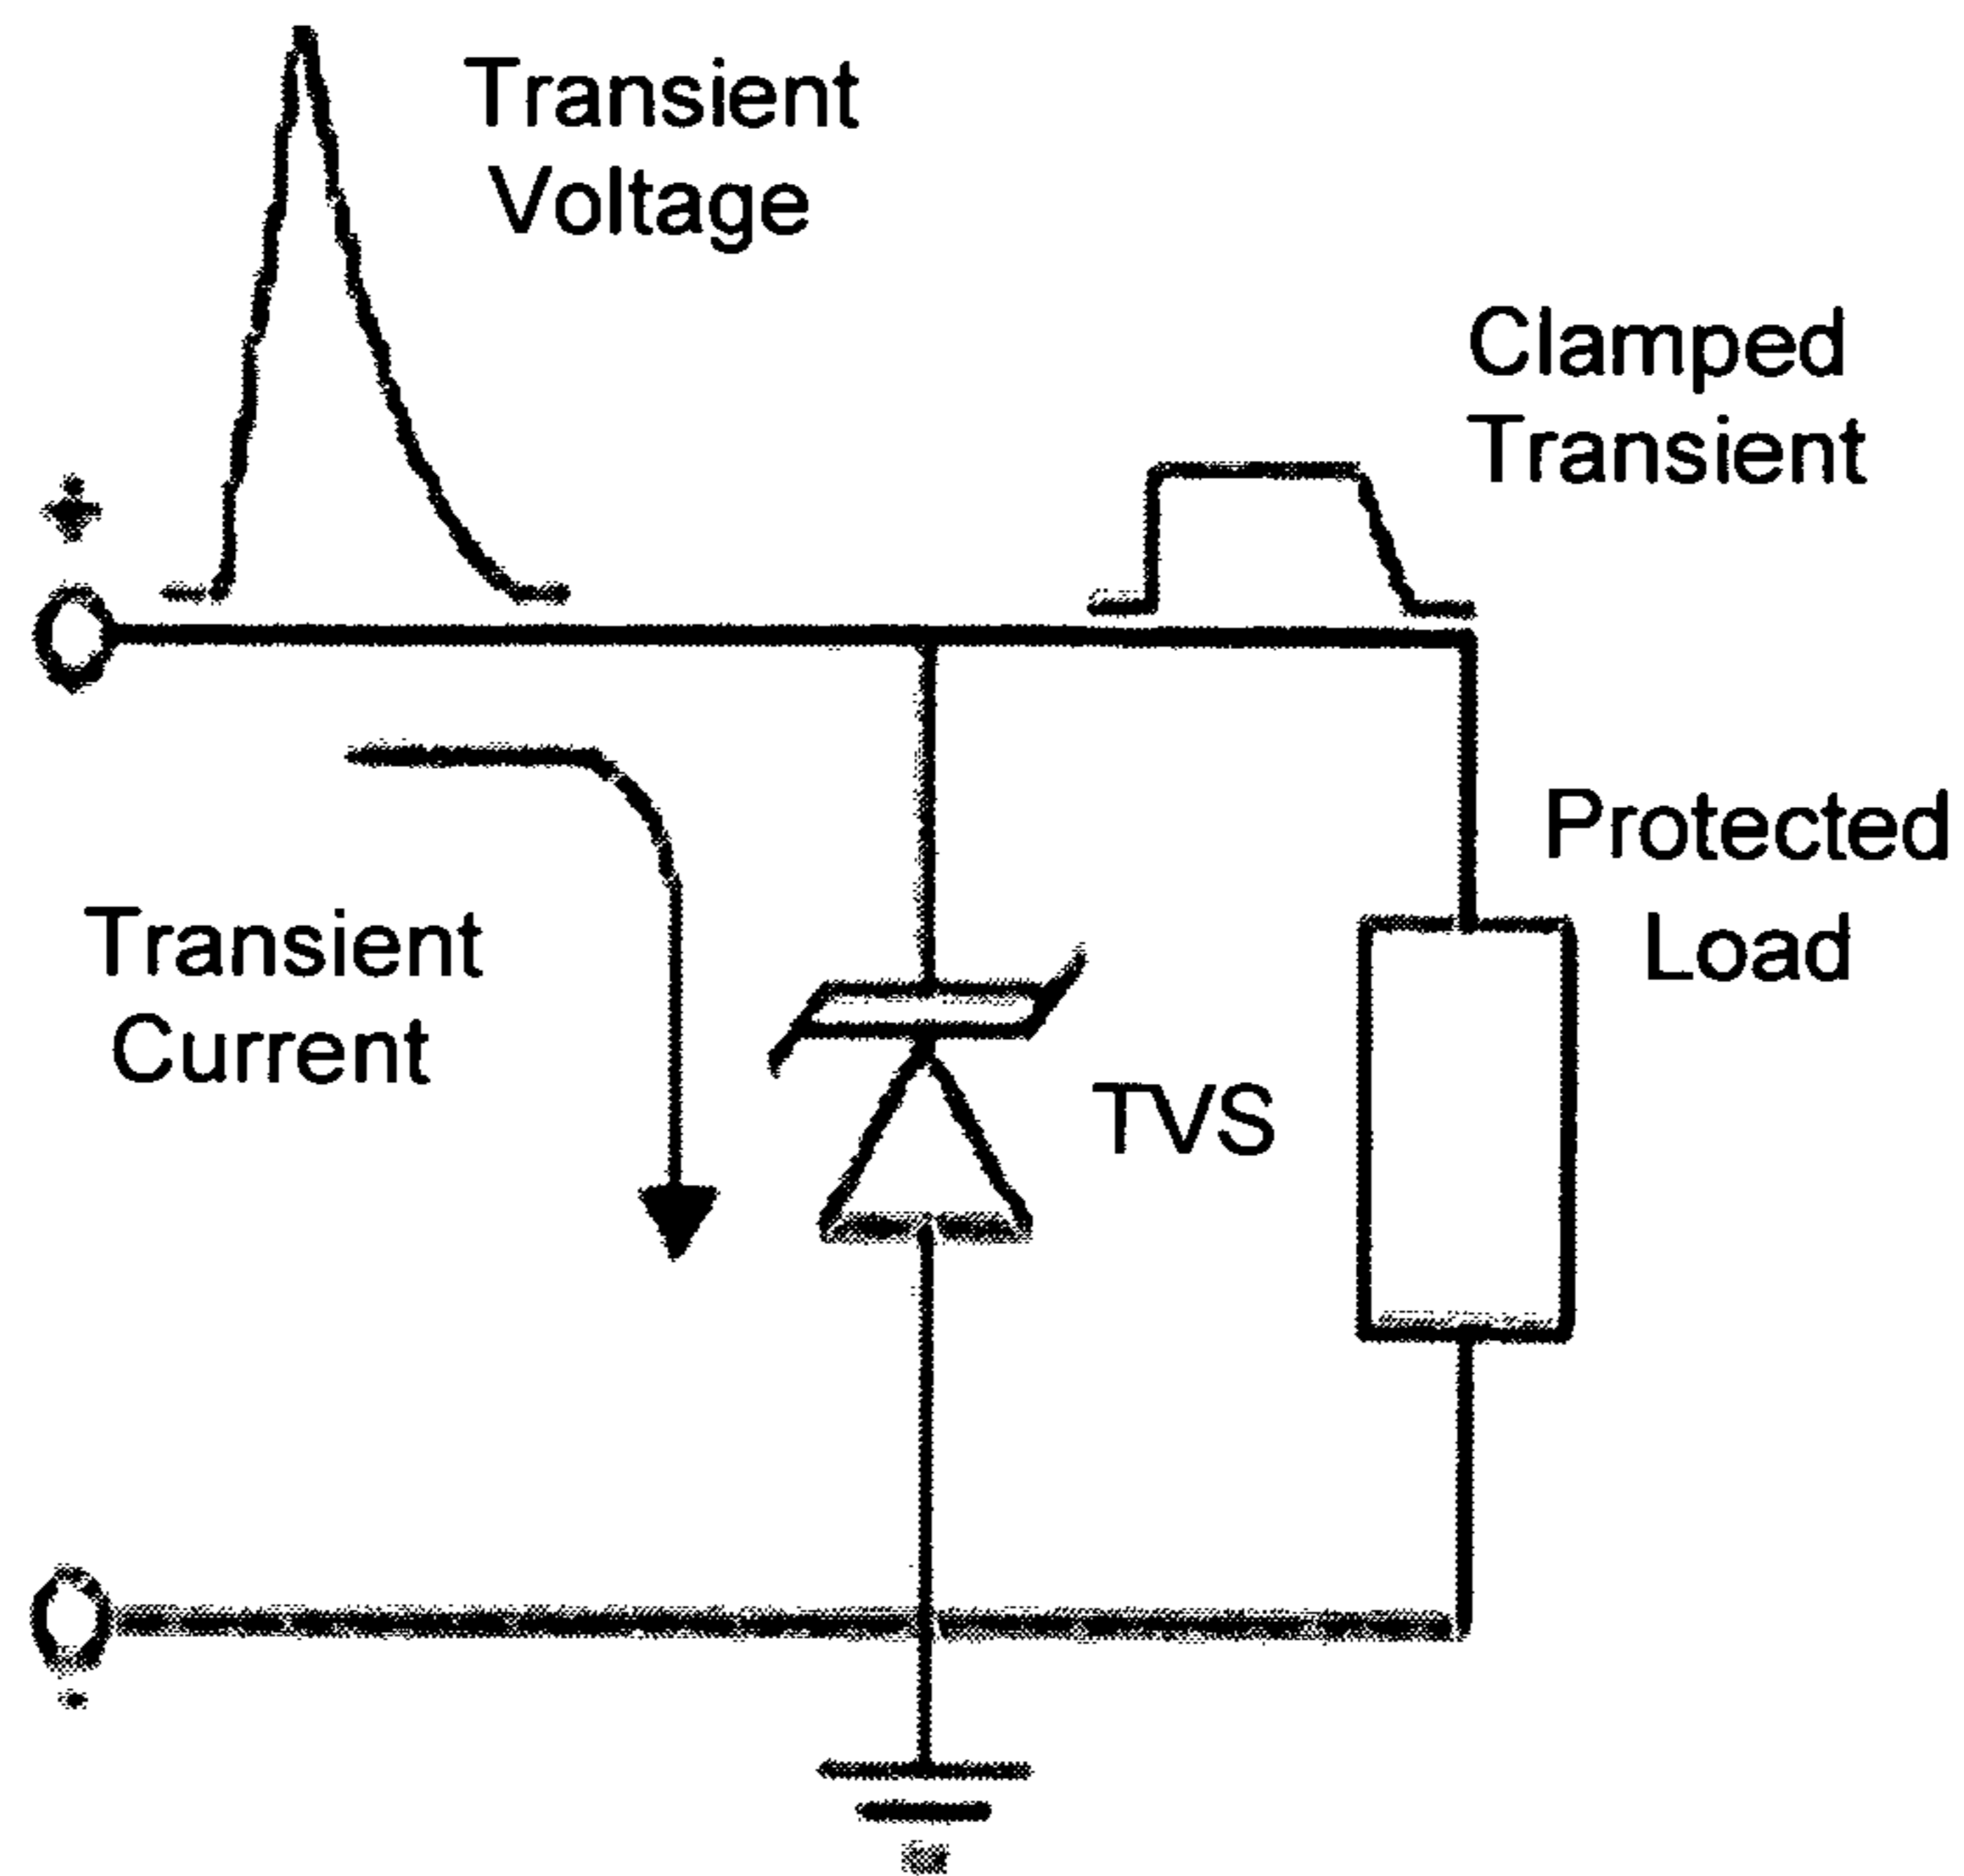 Transient
Voltage
Clamped
Transient
+
Protected
Load
Transient
Current
TVS
-